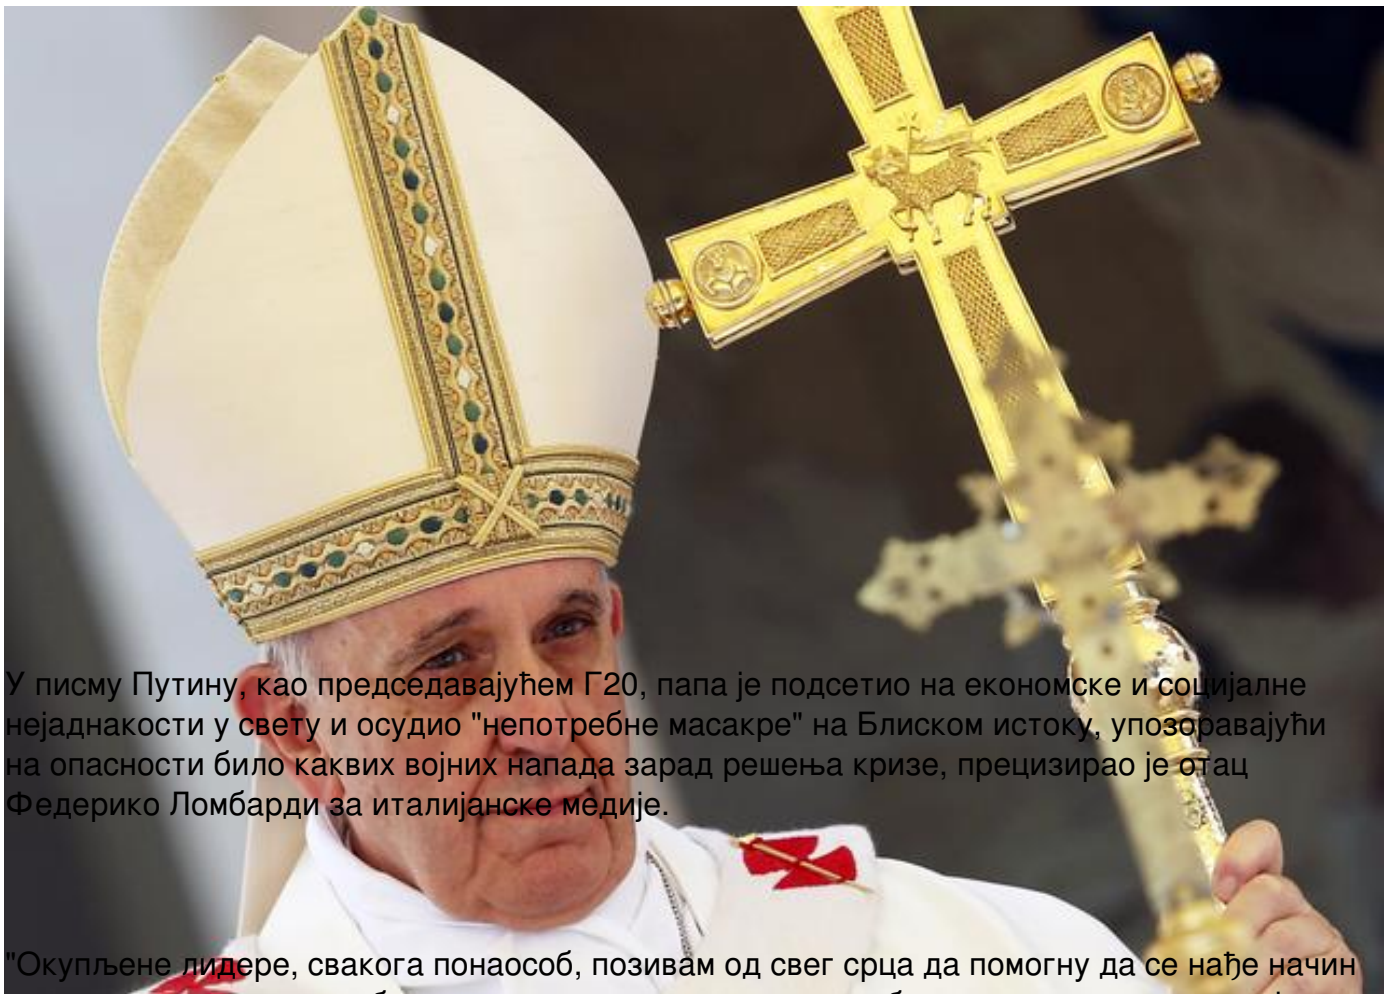 У писму Путину, као председавајућем Г20, папа је подсетио на економске и социјалне
нејаднакости у свету и осудио "непотребне масакре" на Блиском истоку, упозоравајући
на опасности било каквих војних напада зарад решења кризе, прецизирао је отац
Федерико Ломбарди за италијанске медије.
"Окупљене лидере, свакога понаособ, позивам од свег срца да помогну да се нађе начин